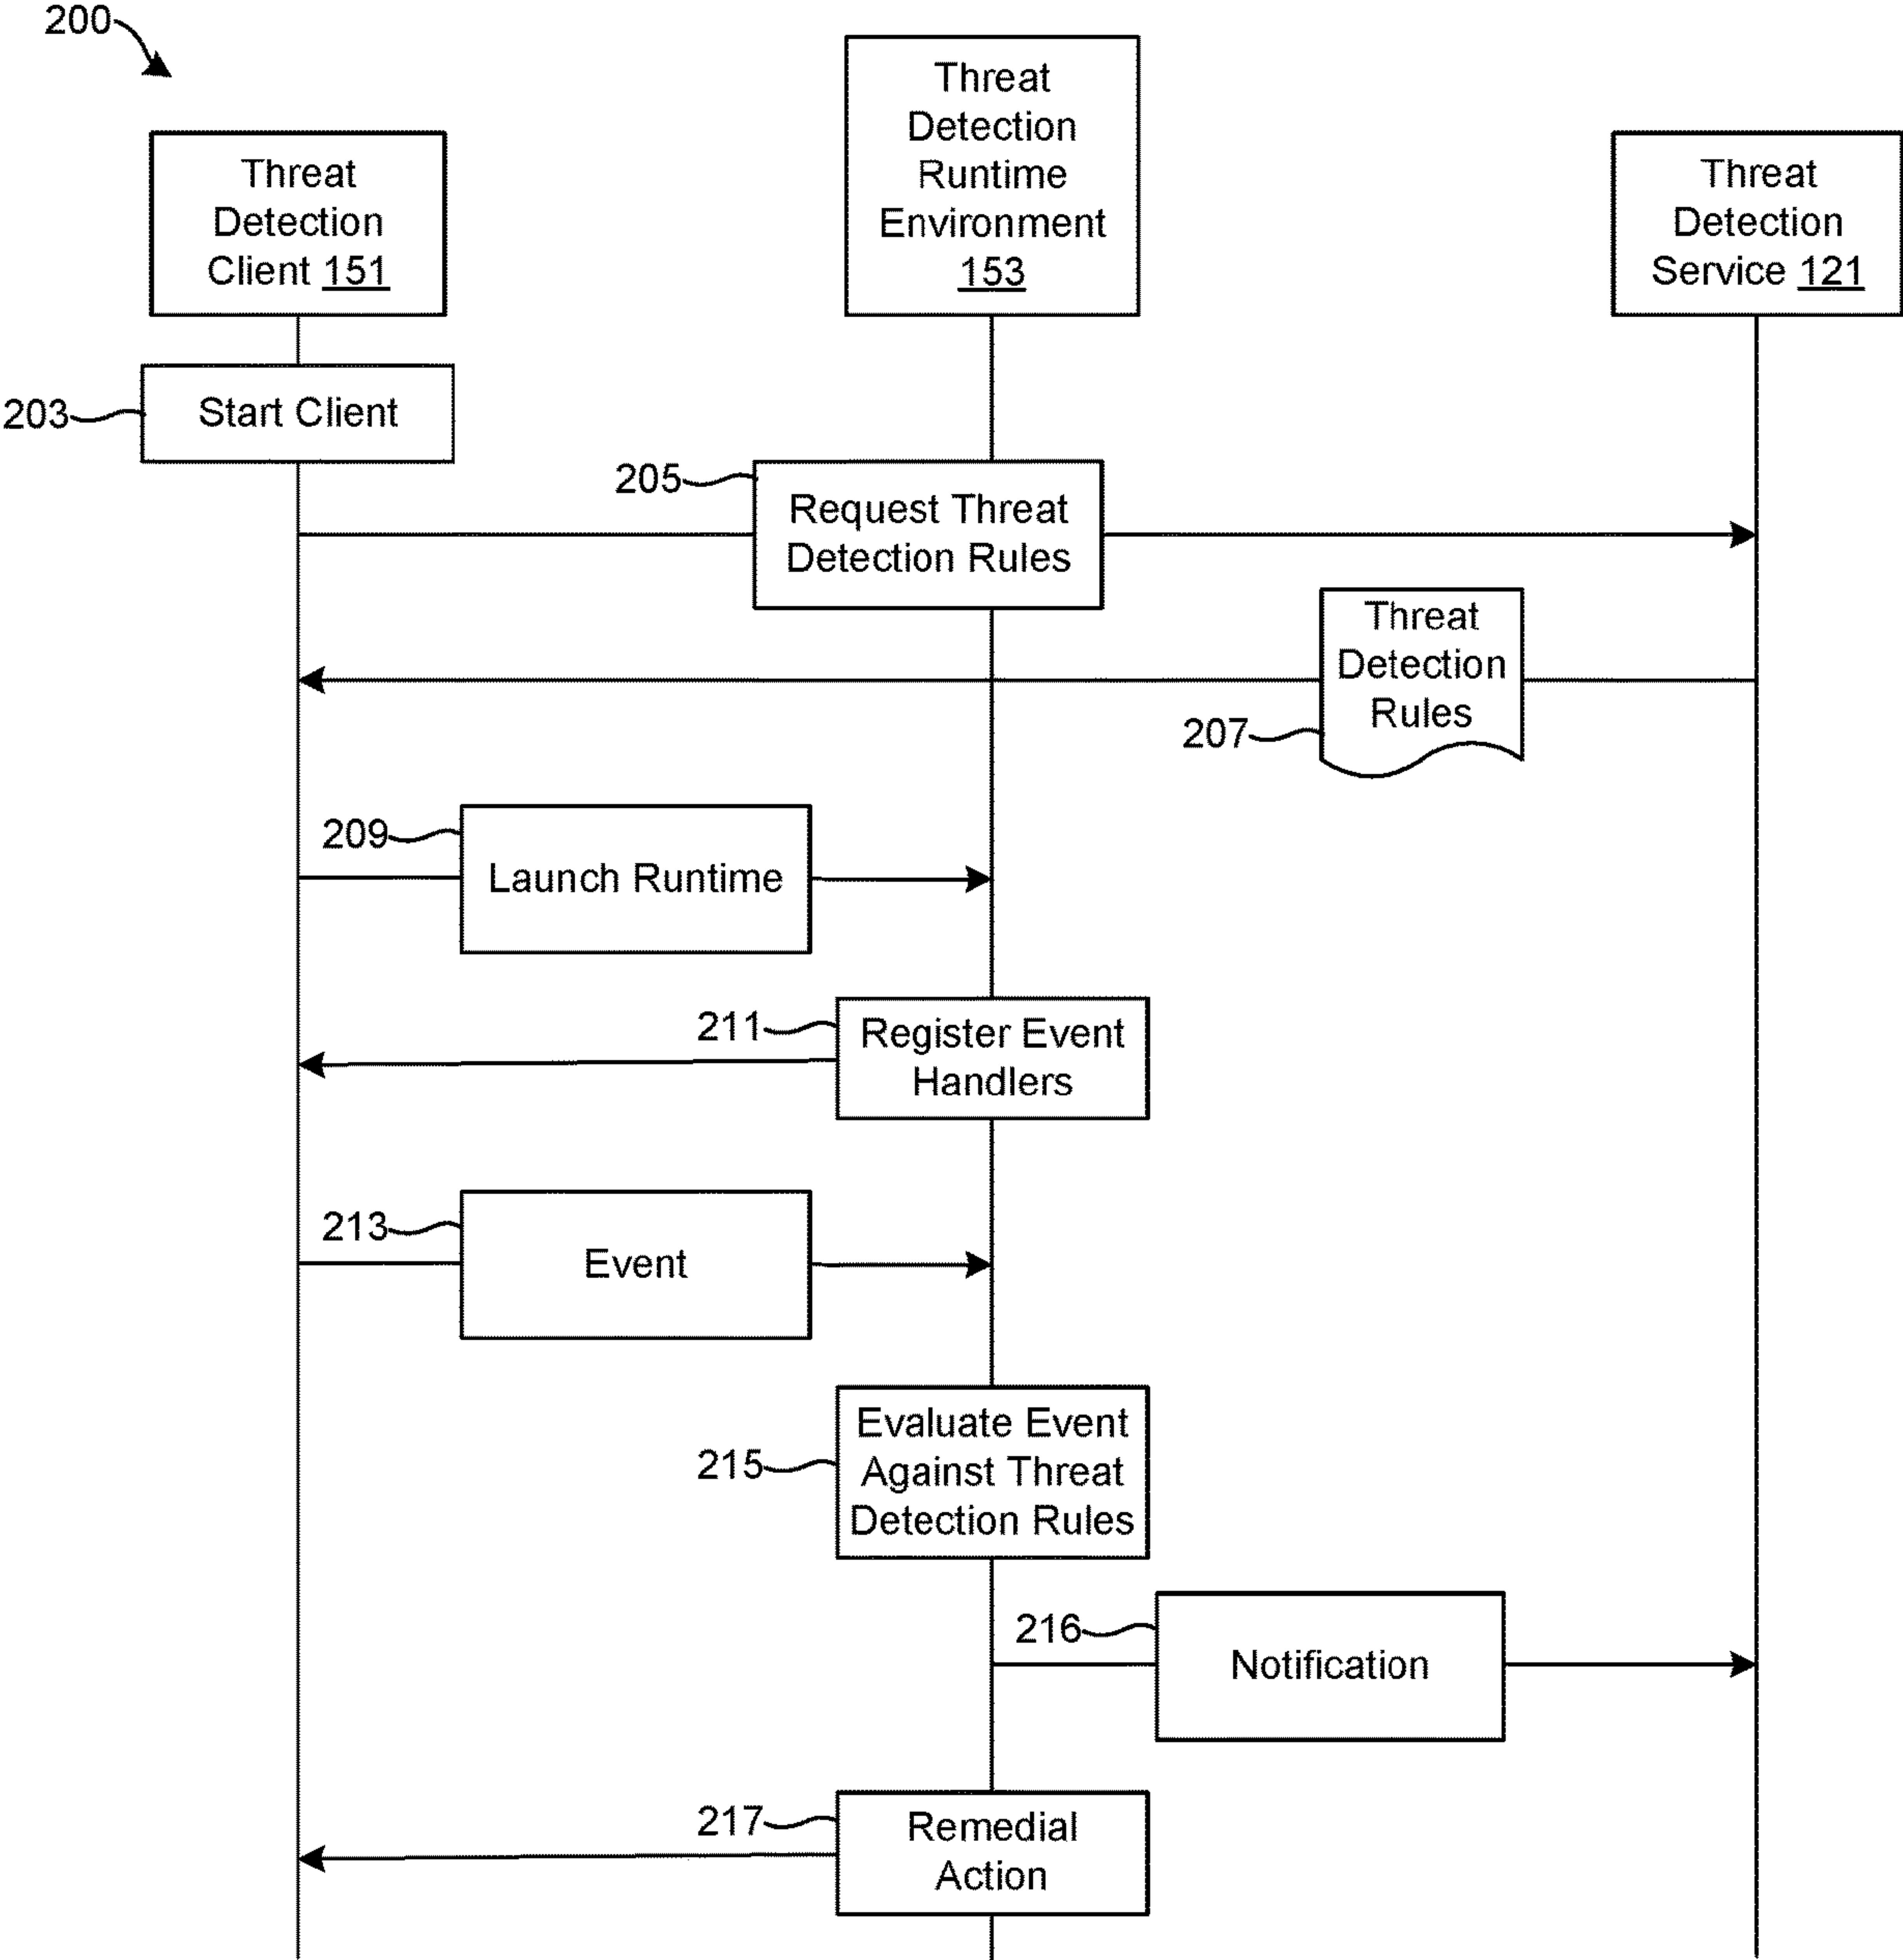 200
Threat
Detection
Client 151
Threat
Detection
Runtime
Environment
153
Threat
Detection
Service 121
203
Start Client
205
Request Threat
Detection Rules
Threat
Detection
Rules
207
209
Launch Runtime
211
Register Event
Handlers
213
Event
215
Evaluate Event
Against Threat
Detection Rules
216
Notification
217
Remedial
Action